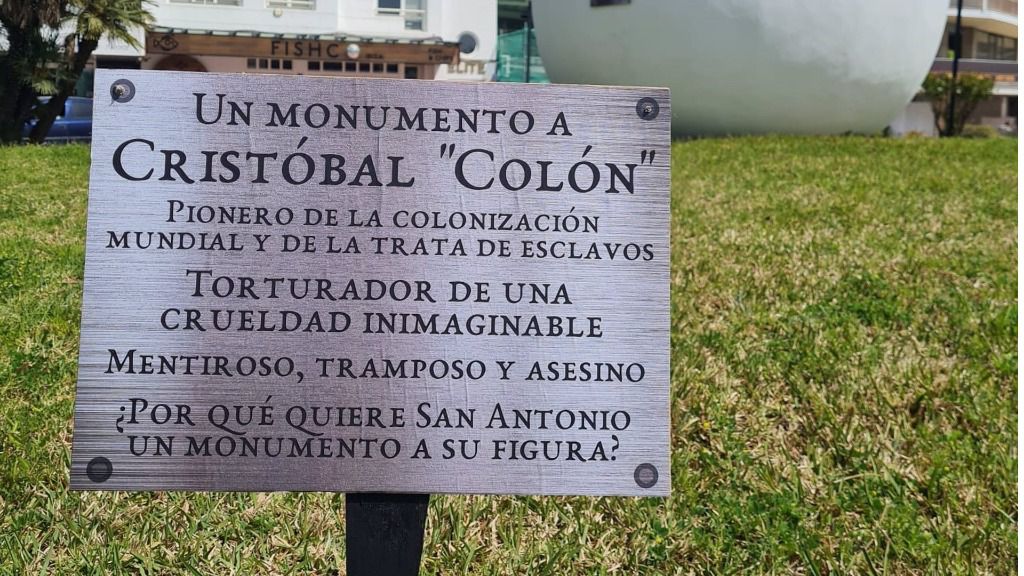 FISHC
Un monumento a
Cristóbal "Colón"
Pionero de la colonización
mundial y de la trata de esclavos
Torturador de una
crueldad inimaginable
Mentiroso, tramposo y asesino
¿Por qué quiere San Antonio
un monumento a su figura?